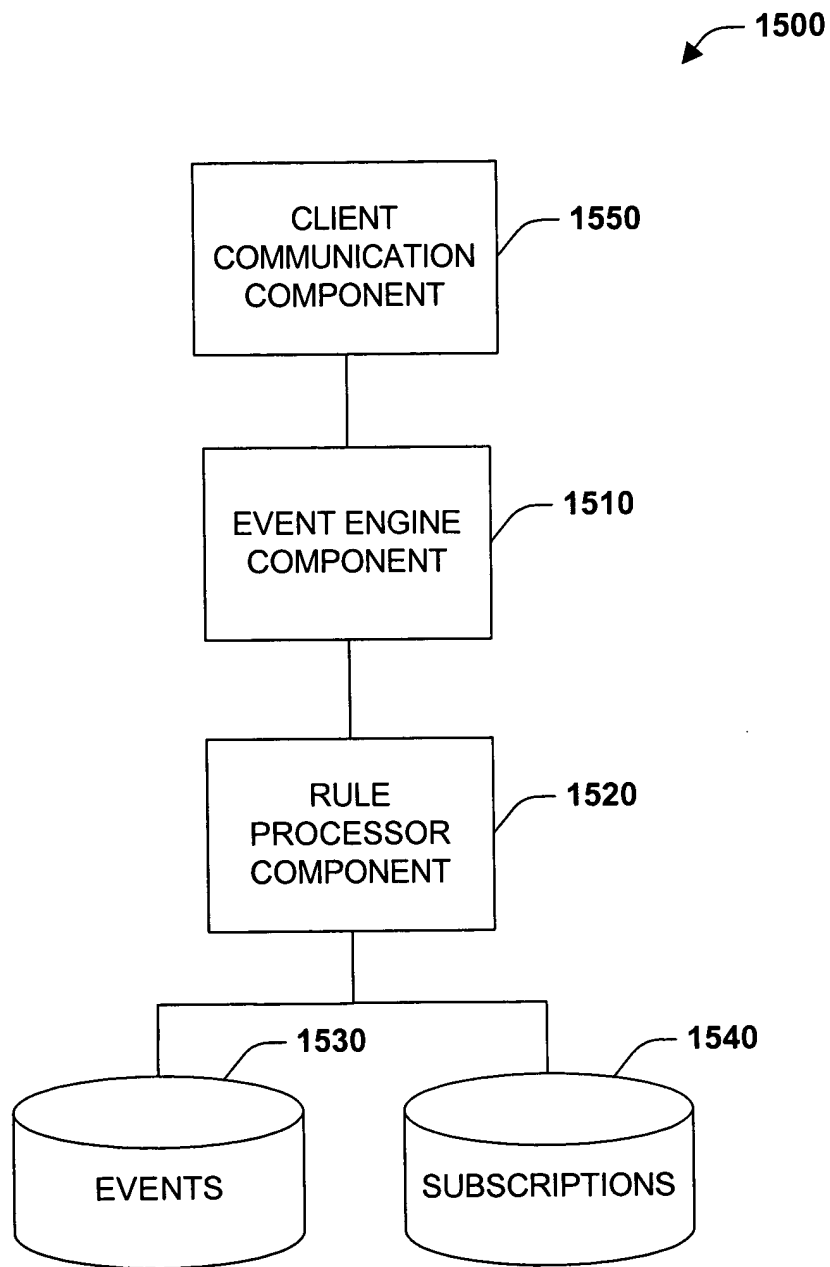 1500
CLIENT
COMMUNICATION
COMPONENT
1550
EVENT ENGINE
COMPONENT
1510
RULE
PROCESSOR
COMPONENT
1520
1530
1540
EVENTS
SUBSCRIPTIONS